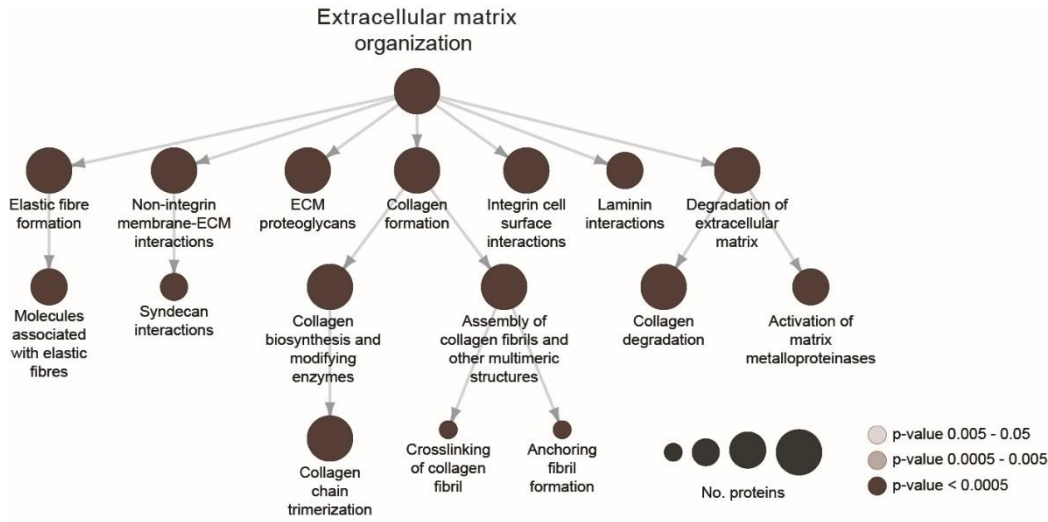 Extracellular matrix
organization
Elastic fibre
formation
Non-integrin
membrane-ECM
interactions
ECM
proteoglycans
Collagen
formation
Integrin cell
surface
interactions
Laminin
interactions
Degradation of
extracellular
matrix
Molecules
associated
with elastic
fibres
Syndecan
interactions
Collagen
biosynthesis and
modifying
enzymes
Assembly of
collagen fibrils and
other multimeric
structures
Collagen
degradation
Activation of
matrix
metalloproteinases
Collagen
chain
trimerization
Crosslinking
of collagen
fibril
Anchoring
fibril
formation
No. proteins
p-value 0.005 - 0.05
p-value 0.0005 - 0.005
p-value < 0.0005